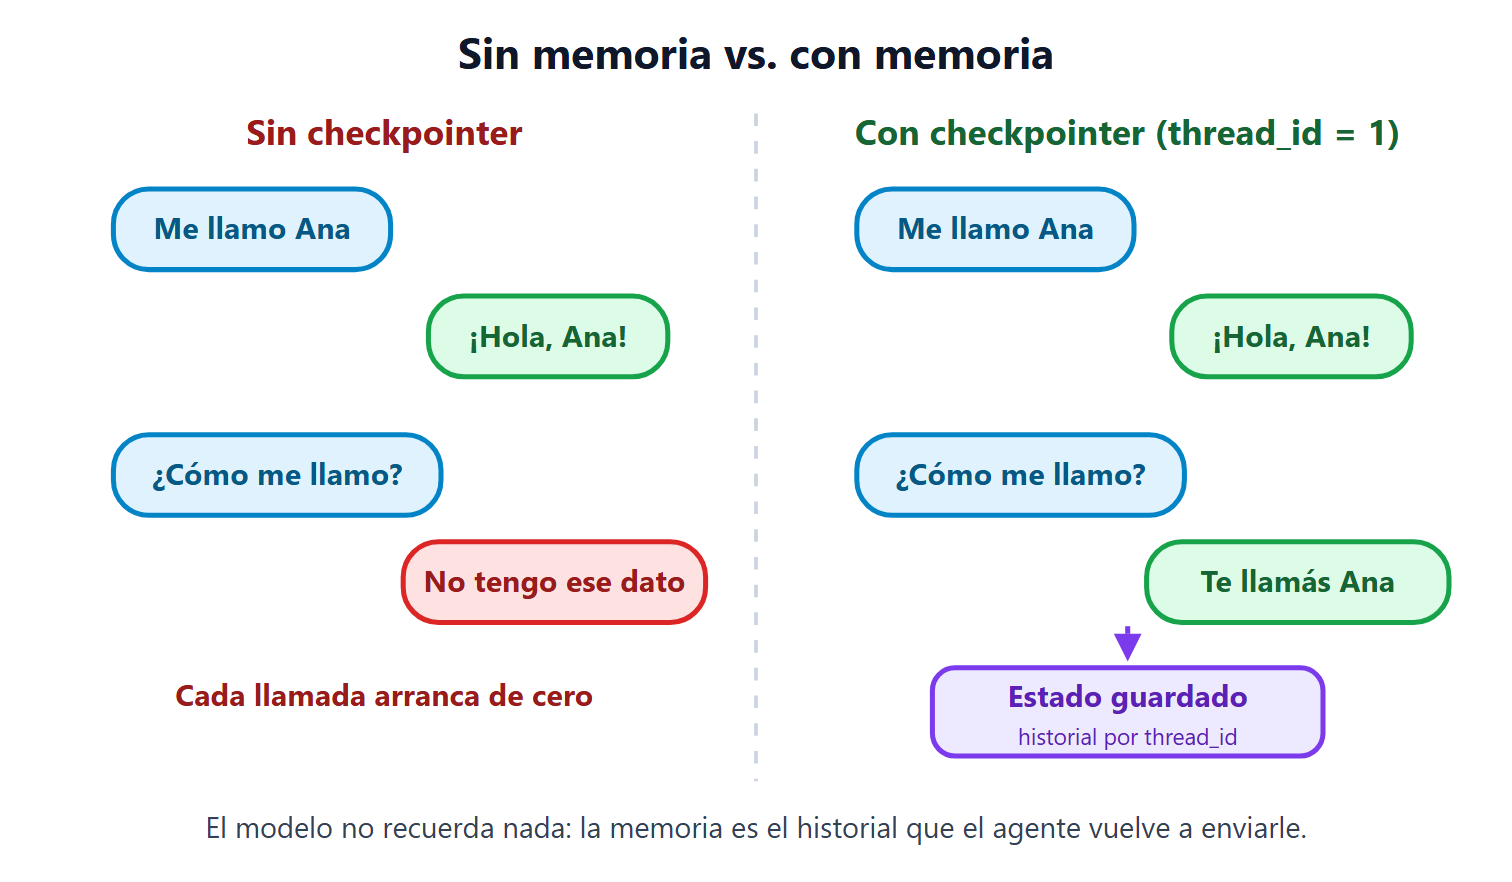 Sin memoria vs. con memoria
Sin checkpointer
Me llamo Ana
¡Hola, Ana!
¿Cómo me llamo?
No tengo ese dato
Cada llamada arranca de cero
Con checkpointer (thread_id = 1)
Me llamo Ana
¡Hola, Ana!
¿Cómo me llamo?
Te llamás Ana
Estado guardado
historial por thread_id
El modelo no recuerda nada: la memoria es el historial que el agente vuelve a enviarle.